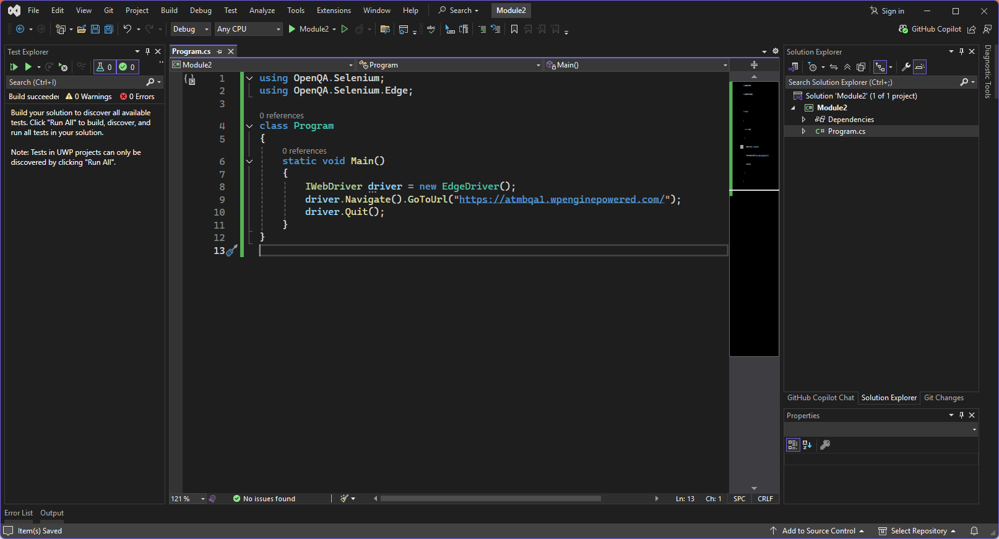 File Edit View Git Project Build Debug Test Analyze Tools Extensions Window Help Search Module2 Sign in
Debug Any CPU Module2 GitHub Copilot
Test Explorer
0 0
Search (Ctrl+I)
Build succeeded 0 Warnings 0 Errors
Build your solution to discover all available
tests. Click "Run All" to build, discover, and
run all tests in your solution.
Note: Tests in UWP projects can only be
discovered by clicking "Run All".
Program.cs
C# Module2 Program Main()
1 using OpenQA.Selenium;
2 using OpenQA.Selenium.Edge;
3
0 references
4 class Program
5 {
0 references
6 static void Main()
7 {
8 IWebDriver driver = new EdgeDriver();
9 driver.Navigate().GoToUrl("https://atmbqa1.wpenginepowered.com/");
10 driver.Quit();
11 }
12 }
13
121 % No issues found Ln: 13 Ch: 1 SPC CRLF
Solution Explorer
Search Solution Explorer (Ctrl+;)
Solution 'Module2' (1 of 1 project)
C# Module2
Dependencies
C# Program.cs
GitHub Copilot Chat Solution Explorer Git Changes
Properties
Diagnostic Tools
Error List Output
Item(s) Saved Add to Source Control Select Repository